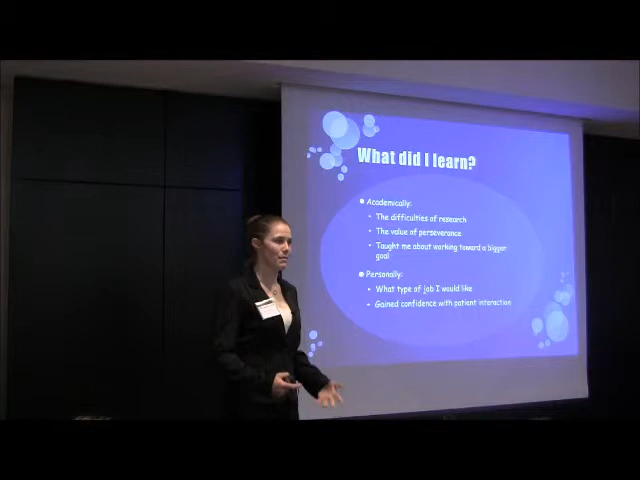 What did I learn?
Academically:
The difficulties of research
The value of perseverance
Taught me about working toward a bigger
goal
Personally:
What type of job I would like
Gained confidence with patient interaction